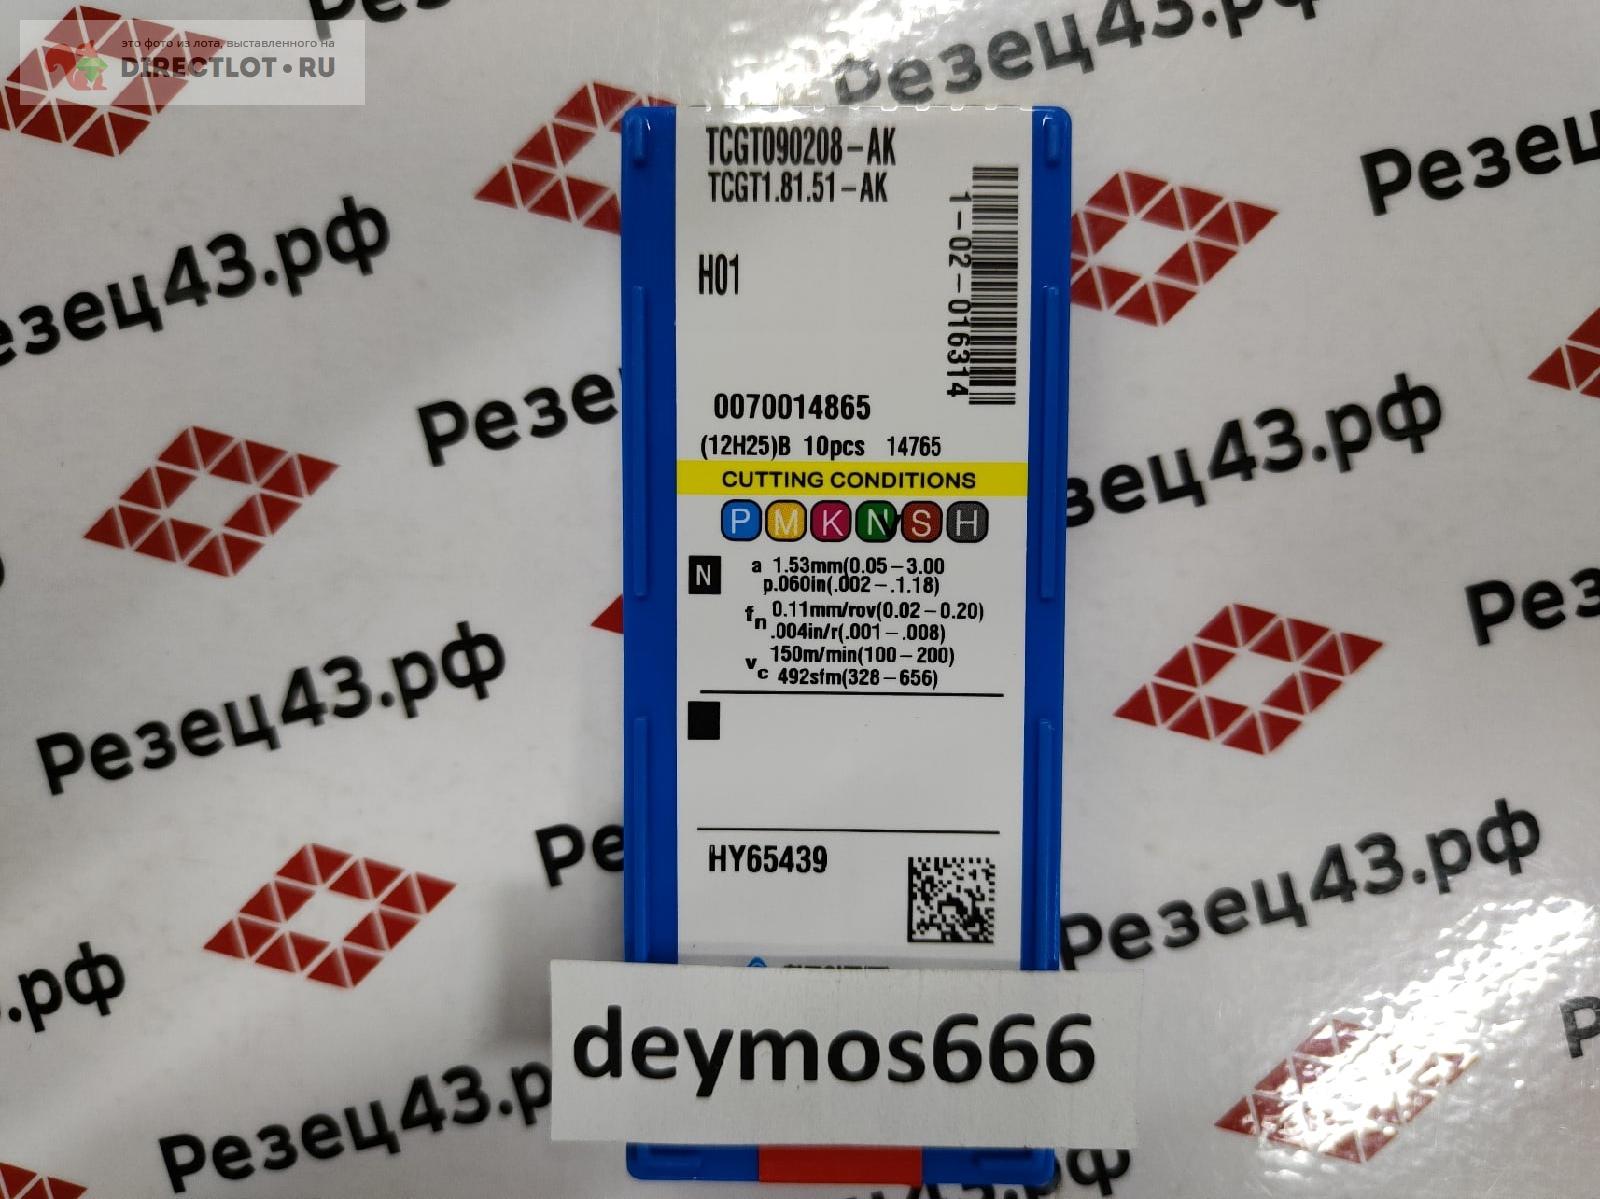 это фото из лота, выставленного на
DIRECTLOT•RU
Резец43.рф
TCGT090208-AK
TCGT1.81.51-AK
H01
1-02-016314
0070014865
(12H25)B 10pcs 14765
CUTTING CONDITIONS
P M K N S H
N
a 1.53mm(0.05-3.00
p.060in(.002-.1.18)
fn 0.11mm/rov(0.02-0.20)
.004in/r(.001-.008)
vc 150m/min(100-200)
492sfm(328-656)
HY65439
deymos666
Резец43.рф
Резец43.рф
Резец43.рф
Резец43.рф
Резец43.рф